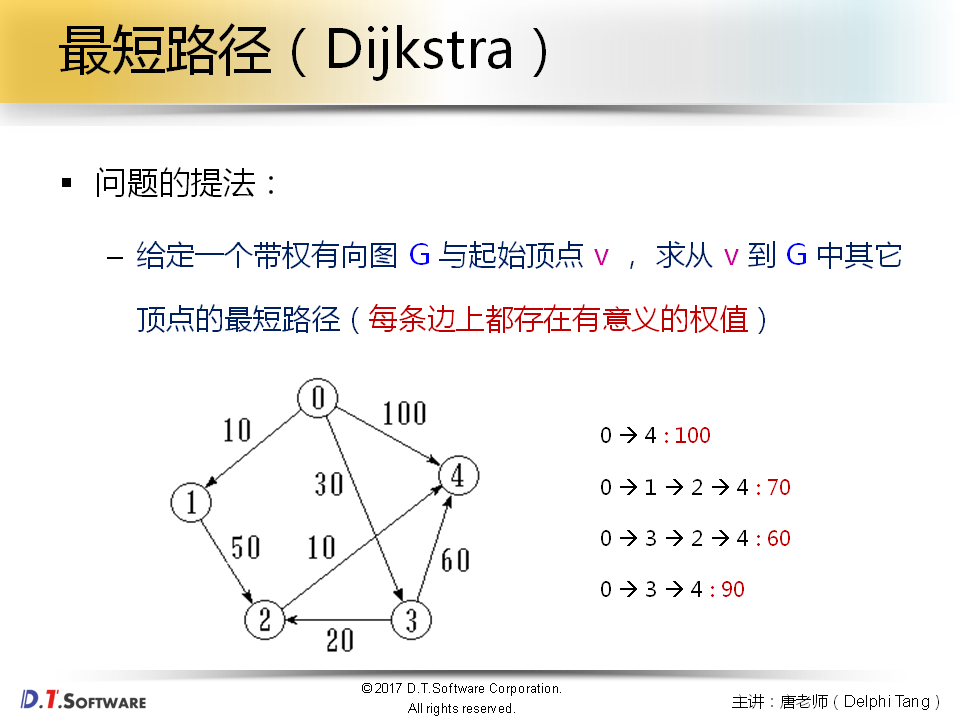 最短路径（Dijkstra）
▪ 问题的提法：
– 给定一个带权有向图 G 与起始顶点 v ， 求从 v 到 G 中其它
顶点的最短路径（每条边上都存在有意义的权值）
0
10
100
4
30
1
50
10
60
2
3
20
0 → 4 : 100
0 → 1 → 2 → 4 : 70
0 → 3 → 2 → 4 : 60
0 → 3 → 4 : 90
D.T.SOFTWARE
©2017 D.T.Software Corporation.
All rights reserved.
主讲：唐老师（Delphi Tang）